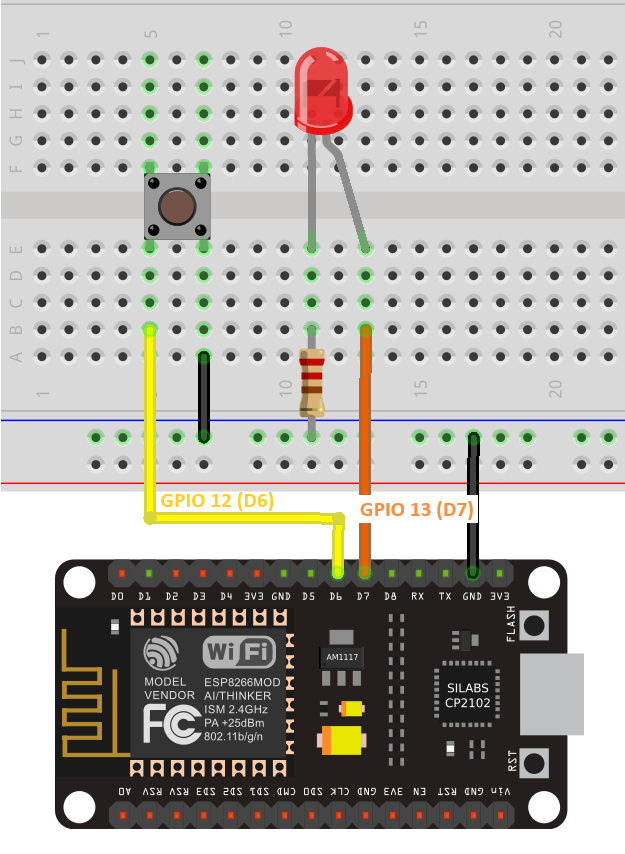 1 5 10 15 20
J
I
H
G
F
E
D
C
B
A
1 10 15 20
GPIO 12 (D6)
GPIO 13 (D7)
D0 D1 D2 D3 D4 3V3 GND D5 D6 D7 D8 RX TX GND 3V3
FLASH
WiFi
AM1117
MODEL
VENDOR
ESP8266MOD
AI/THINKER
ISM 2.4GHz
PA +25dBm
802.11b/g/n
FC
SILABS
CP2102
RST
A0 RSV RSV SD3 SD2 SD1 CMD SD0 CLK GND 3V3 EN RST GND Vin